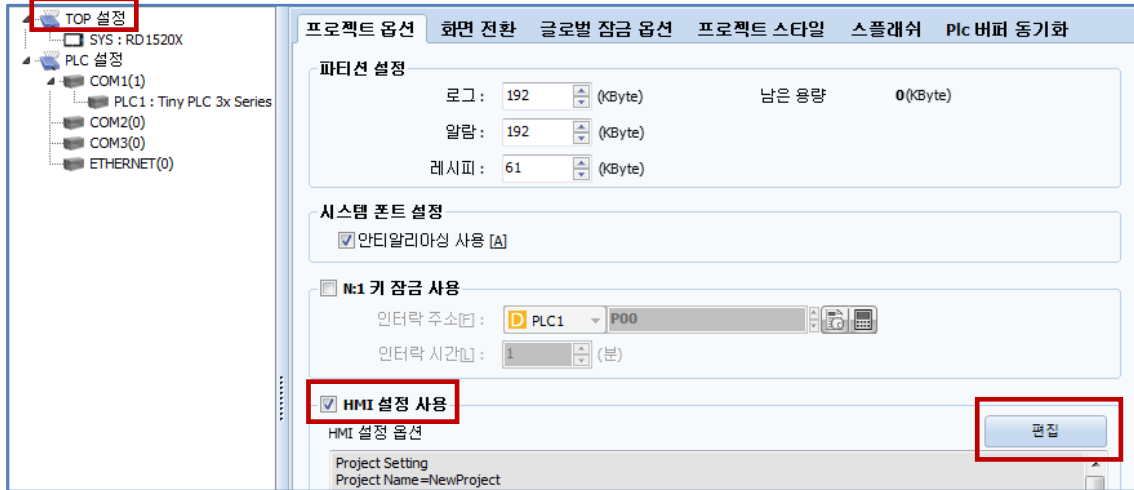 TOP 설정
SYS : RD1520X
PLC 설정
COM1(1)
PLC1 : Tiny PLC 3x Series
COM2(0)
COM3(0)
ETHERNET(0)
프로젝트 옵션 화면 전환 글로벌 잠금 옵션 프로젝트 스타일 스플래쉬 Plc 버퍼 동기화
파티션 설정
로그 : 192 (KByte) 남은 용량 0(KByte)
알람 : 192 (KByte)
레시피 : 61 (KByte)
시스템 폰트 설정
안티알리아싱 사용 [A]
N:1 키 잠금 사용
인터락 주소[F] : D PLC1 P00
인터락 시간[L] : 1 (분)
HMI 설정 사용
HMI 설정 옵션 편집
Project Setting
Project Name=NewProject